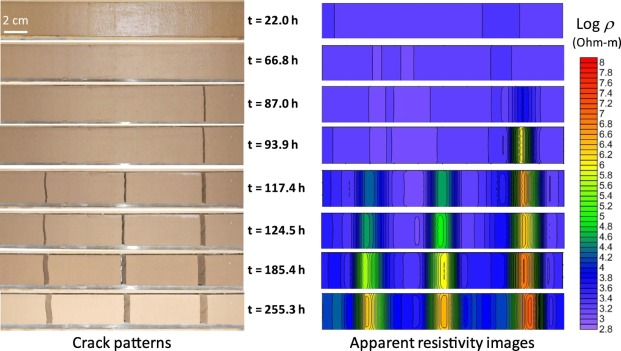 2 cm
t = 22.0 h
t = 66.8 h
t = 87.0 h
t = 93.9 h
t = 117.4 h
t = 124.5 h
t = 185.4 h
t = 255.3 h
Log ρ
(Ohm-m)
8
7.8
7.6
7.4
7.2
7
6.8
6.6
6.4
6.2
6
5.8
5.6
5.4
5.2
5
4.8
4.6
4.4
4.2
4
3.8
3.6
3.4
3.2
3
2.8
Crack patterns
Apparent resistivity images